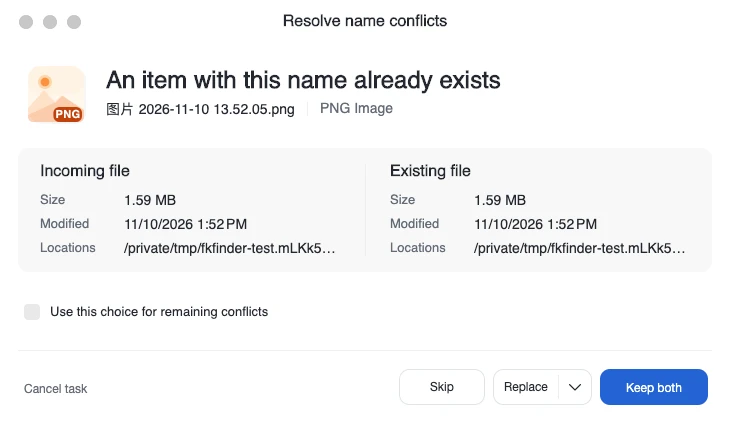 Resolve name conflicts
An item with this name already exists
图片 2026-11-10 13.52.05.png PNG Image
PNG
Incoming file
Size 1.59 MB
Modified 11/10/2026 1:52 PM
Locations /private/tmp/fkfinder-test.mLKk5…
Existing file
Size 1.59 MB
Modified 11/10/2026 1:52 PM
Locations /private/tmp/fkfinder-test.mLKk5…
Use this choice for remaining conflicts
Cancel task
Skip
Replace
Keep both